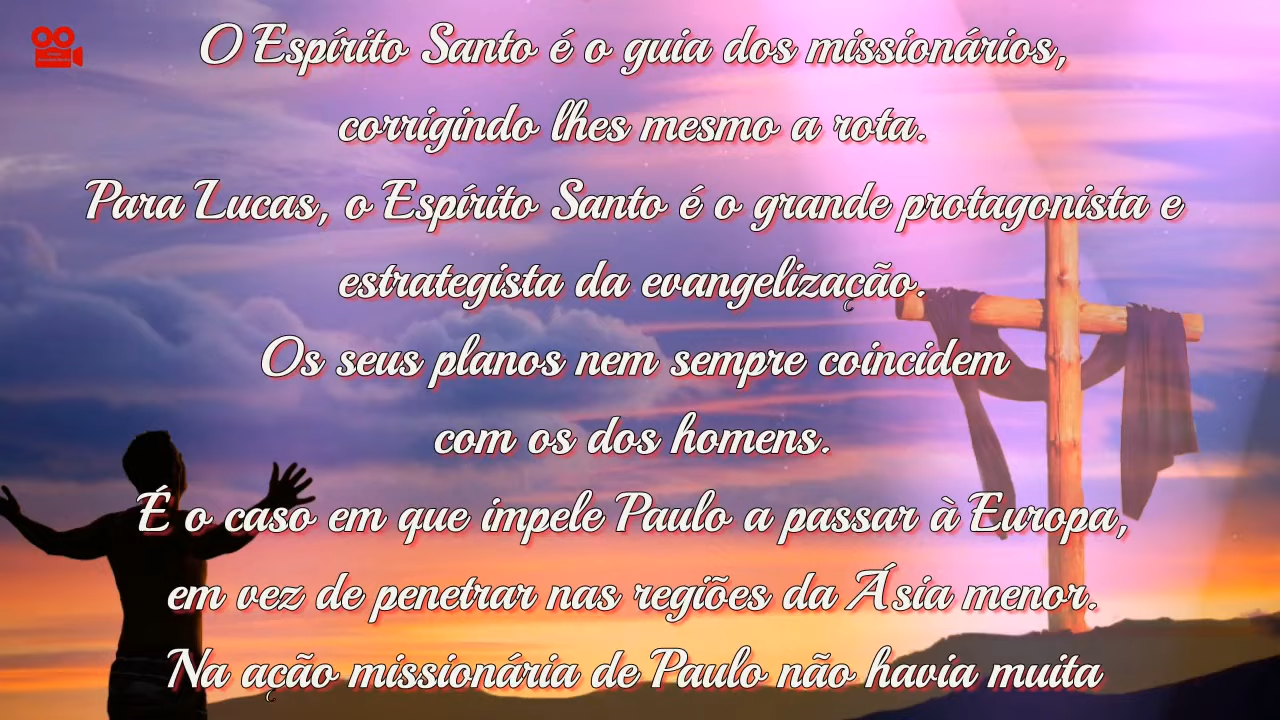 O Espírito Santo é o guia dos missionários,
corrigindo lhes mesmo a rota.
Para Lucas, o Espírito Santo é o grande protagonista e
estrategista da evangelização.
Os seus planos nem sempre coincidem
com os dos homens.
É o caso em que impele Paulo a passar à Europa,
em vez de penetrar nas regiões da Ásia menor.
Na ação missionária de Paulo não havia muita